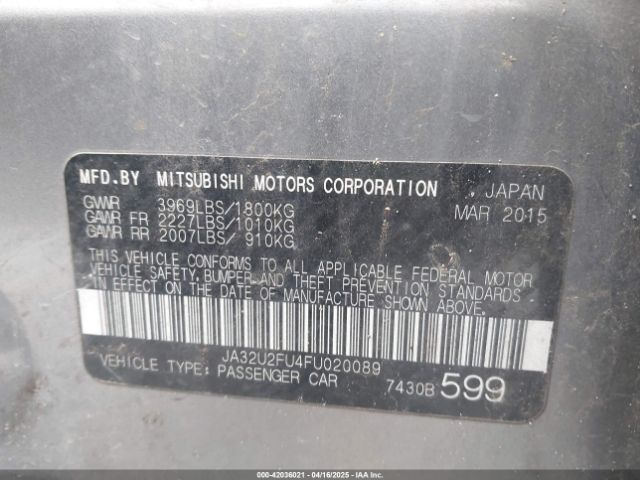 MFD.BY MITSUBISHI MOTORS CORPORATION JAPAN
GVWR 3969LBS/1800KG MAR 2015
GAWR FR 2227LBS/1010KG
GAWR RR 2007LBS/ 910KG
THIS VEHICLE CONFORMS TO ALL APPLICABLE FEDERAL MOTOR
VEHICLE SAFETY, BUMPER, AND THEFT PREVENTION STANDARDS
IN EFFECT ON THE DATE OF MANUFACTURE SHOWN ABOVE.
JA32U2FU4FU020089
VEHICLE TYPE: PASSENGER CAR 7430B 599
000-42036021 - 04/16/2025 - IAA Inc.